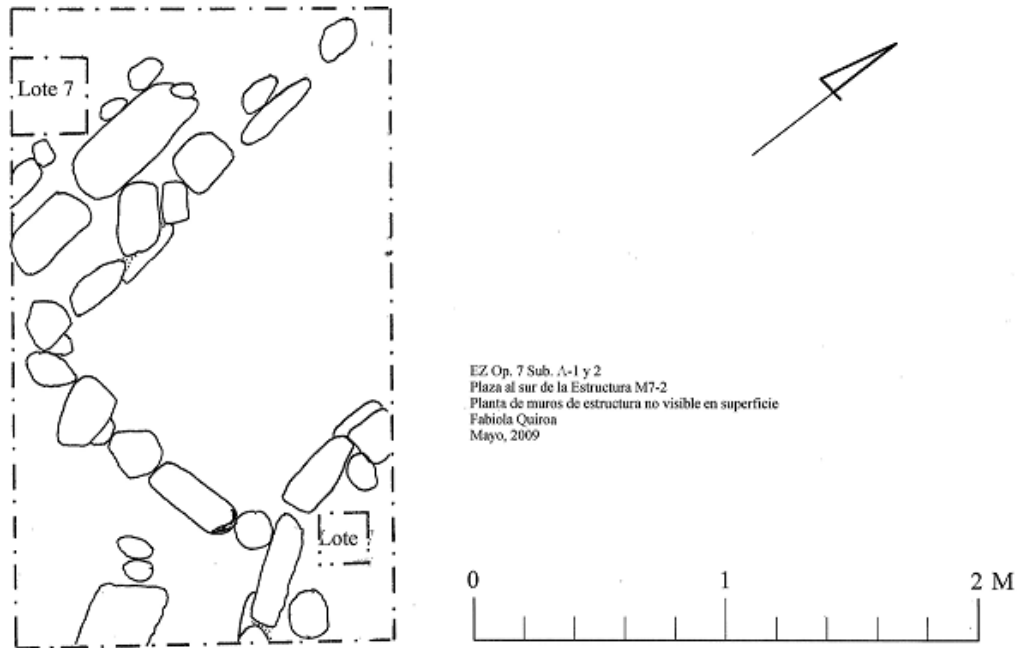 Lote 7
EZ Op. 7 Sub. A-1 y 2
Plaza al sur de la Estructura M7-2
Planta de muros de estructura no visible en superficie
Fabiola Quiroa
Mayo, 2009
Lote
0 1 2 M